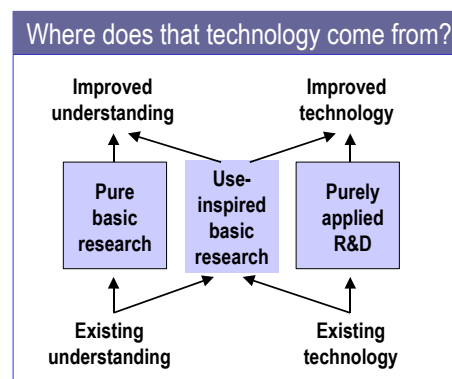 Where does that technology come from?
Improved
understanding
Improved
technology
Pure
basic
research
Use-
inspired
basic
research
Purely
applied
R&D
Existing
understanding
Existing
technology